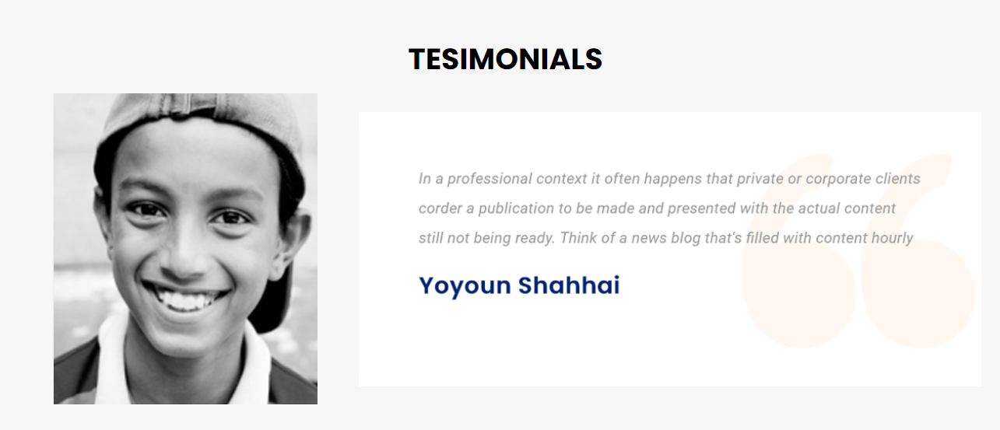 TESIMONIALS
In a professional context it often happens that private or corporate clients
corder a publication to be made and presented with the actual content
still not being ready. Think of a news blog that's filled with content hourly
Yoyoun Shahhai